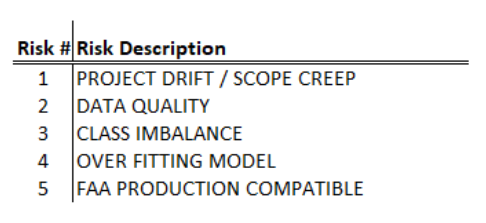 Risk # Risk Description
1 PROJECT DRIFT / SCOPE CREEP
2 DATA QUALITY
3 CLASS IMBALANCE
4 OVER FITTING MODEL
5 FAA PRODUCTION COMPATIBLE